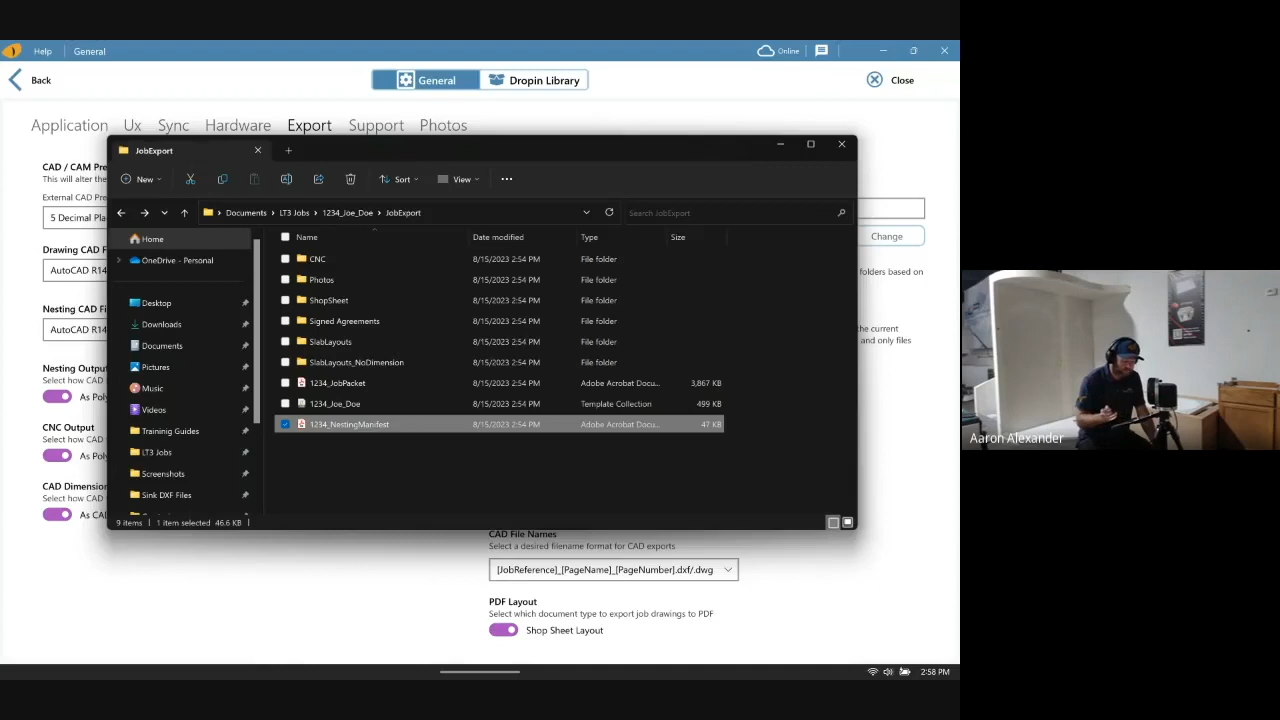 Help
General
Online
Back
General
Dropin Library
Close
Application Ux Sync Hardware Export Support Photos
CAD / CAM Pre
This will alter the
External CAD Pre
5 Decimal Pla
Drawing CAD F
AutoCAD R14
Nesting CAD Fi
AutoCAD R14
Nesting Outpu
Select how CAD
As Poly
CNC Output
Select how CAD
As Poly
CAD Dimension
Select how CAD
As CAD
JobExport
New
Sort
View
Documents > LT3 Jobs > 1234_Joe_Doe > JobExport
Search JobExport
Home
OneDrive - Personal
Desktop
Downloads
Documents
Pictures
Music
Videos
Traininig Guides
LT3 Jobs
Screenshots
Sink DXF Files
Name Date modified Type Size
CNC 8/15/2023 2:54 PM File folder
Photos 8/15/2023 2:54 PM File folder
ShopSheet 8/15/2023 2:54 PM File folder
Signed Agreements 8/15/2023 2:54 PM File folder
SlabLayouts 8/15/2023 2:54 PM File folder
SlabLayouts_NoDimension 8/15/2023 2:54 PM File folder
1234_JobPacket 8/15/2023 2:54 PM Adobe Acrobat Docu... 3,867 KB
1234_Joe_Doe 8/15/2023 2:54 PM Template Collection 499 KB
1234_NestingManifest 8/15/2023 2:54 PM Adobe Acrobat Docu... 47 KB
9 items 1 item selected 46.6 KB
Change
folders based on
the current
and only files
CAD File Names
Select a desired filename format for CAD exports
[JobReference]_[PageName]_[PageNumber].dxf/.dwg
PDF Layout
Select which document type to export job drawings to PDF
Shop Sheet Layout
2:58 PM
Aaron Alexander